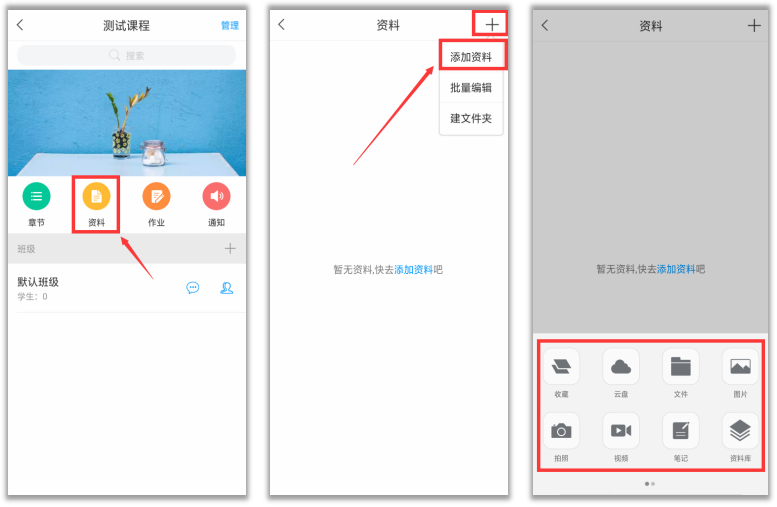 测试课程
管理
搜索
章节
资料
作业
通知
班级
默认班级
学生：0
资料
添加资料
批量编辑
建文件夹
暂无资料,快去添加资料吧
资料
暂无资料,快去添加资料吧
收藏
云盘
文件
图片
拍照
视频
笔记
资料库